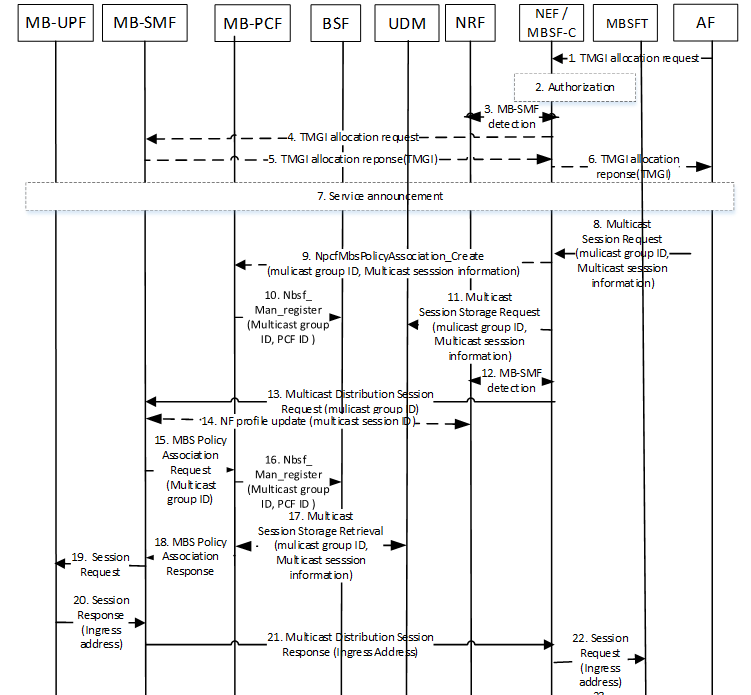 MB-UPF
MB-SMF
MB-PCF
BSF
UDM
NRF
NEF /
MBSF-C
MBSFT
AF
1. TMGI allocation request
2. Authorization
3. MB-SMF
detection
4. TMGI allocation request
5. TMGI allocation reponse(TMGI)
6. TMGI allocation
reponse(TMGI)
7. Service announcement
8. Multicast
Session Request
(mulicast group ID,
Multicast sesssion
information)
9. NpcfMbsPolicyAssociation_Create
(mulicast group ID, Multicast sesssion information)
10. Nbsf_
Man_register
(Multicast group
ID, PCF ID )
11. Multicast
Session Storage Request
(mulicast group ID,
Multicast sesssion
information)
12. MB-SMF
detection
13. Multicast Distribution Session
Request (mulicast group ID)
14. NF profile update (multicast session ID )
15. MBS Policy
Association
Request
(Multicast
group ID)
16. Nbsf_
Man_register
(Multicast group
ID, PCF ID )
17. Multicast
Session Storage Retrieval
(mulicast group ID,
Multicast sesssion
information)
18. MBS Policy
Association
Response
19. Session
Request
20. Session
Response
(Ingress
address)
21. Multicast Distribution Session
Response (Ingress Address)
22. Session
Request
(Ingress
address)